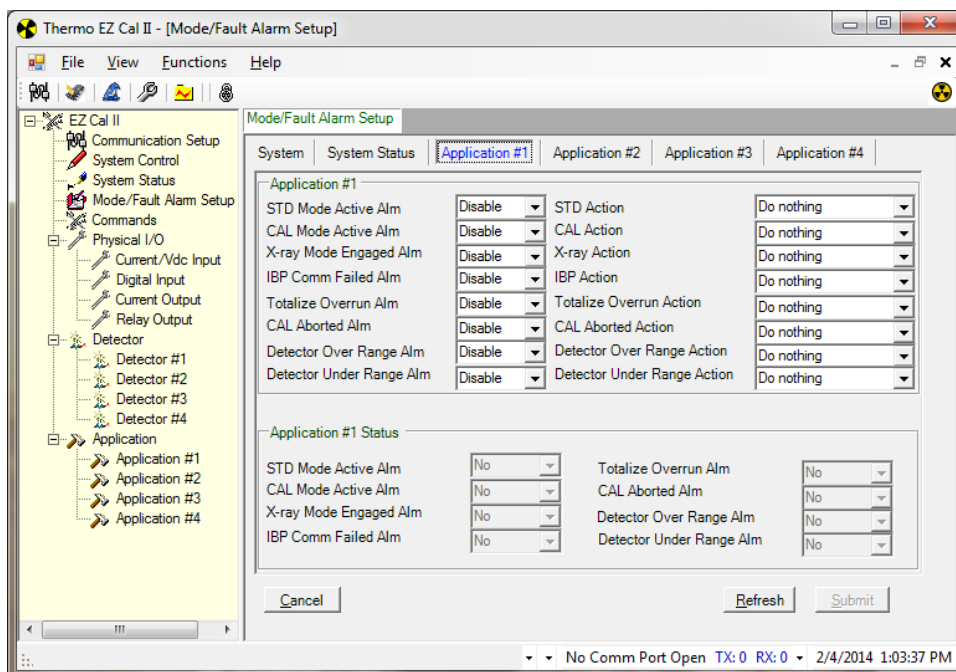 Thermo EZ Cal II - [Mode/Fault Alarm Setup]
File View Functions Help
EZ Cal II
Communication Setup
System Control
System Status
Mode/Fault Alarm Setup
Commands
Physical I/O
Current/Vdc Input
Digital Input
Current Output
Relay Output
Detector
Detector #1
Detector #2
Detector #3
Detector #4
Application
Application #1
Application #2
Application #3
Application #4
Mode/Fault Alarm Setup
System System Status Application #1 Application #2 Application #3 Application #4
Application #1
STD Mode Active Alm Disable STD Action Do nothing
CAL Mode Active Alm Disable CAL Action Do nothing
X-ray Mode Engaged Alm Disable X-ray Action Do nothing
IBP Comm Failed Alm Disable IBP Action Do nothing
Totalize Overrun Alm Disable Totalize Overrun Action Do nothing
CAL Aborted Alm Disable CAL Aborted Action Do nothing
Detector Over Range Alm Disable Detector Over Range Action Do nothing
Detector Under Range Alm Disable Detector Under Range Action Do nothing
Application #1 Status
STD Mode Active Alm No Totalize Overrun Alm No
CAL Mode Active Alm No CAL Aborted Alm No
X-ray Mode Engaged Alm No Detector Over Range Alm No
IBP Comm Failed Alm No Detector Under Range Alm No
Cancel Refresh Submit
No Comm Port Open TX: 0 RX: 0 2/4/2014 1:03:37 PM